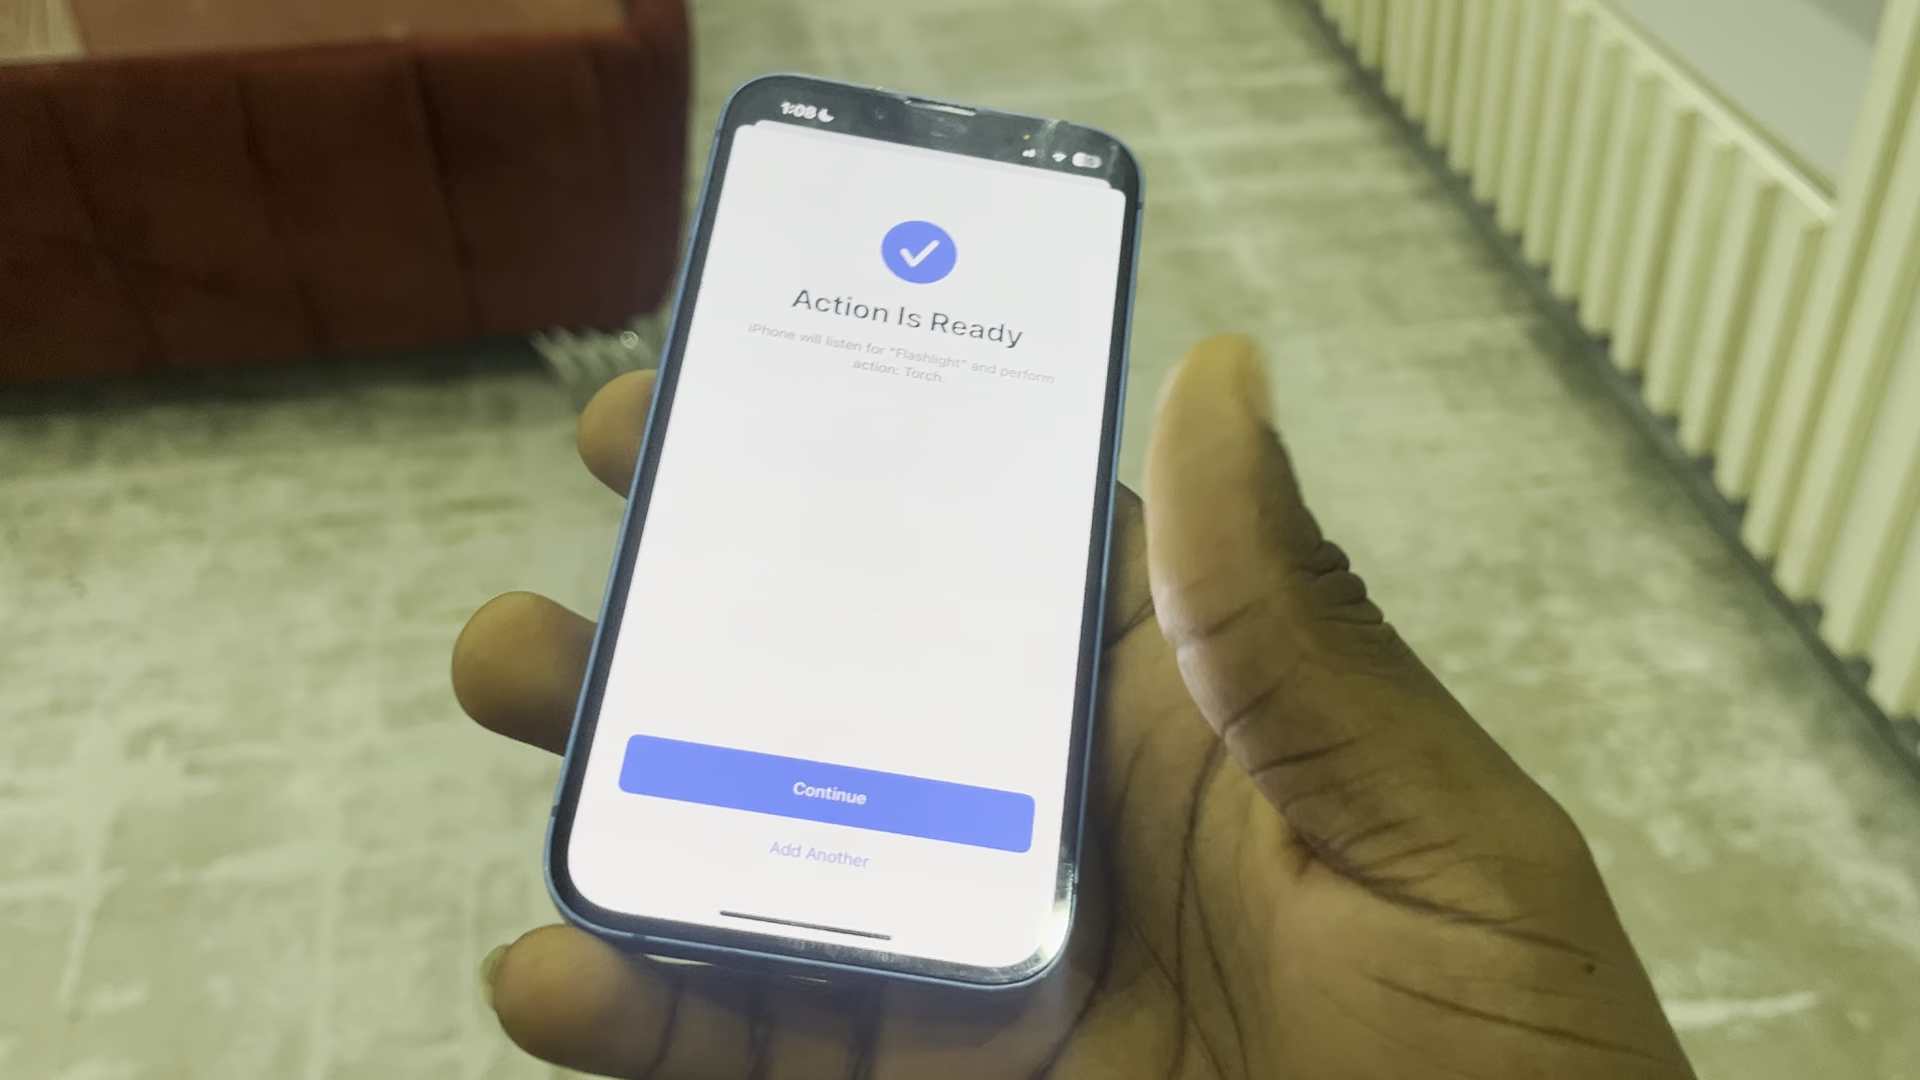 1:08
Action Is Ready
iPhone will listen for "Flashlight" and perform
action: Torch.
Continue
Add Another